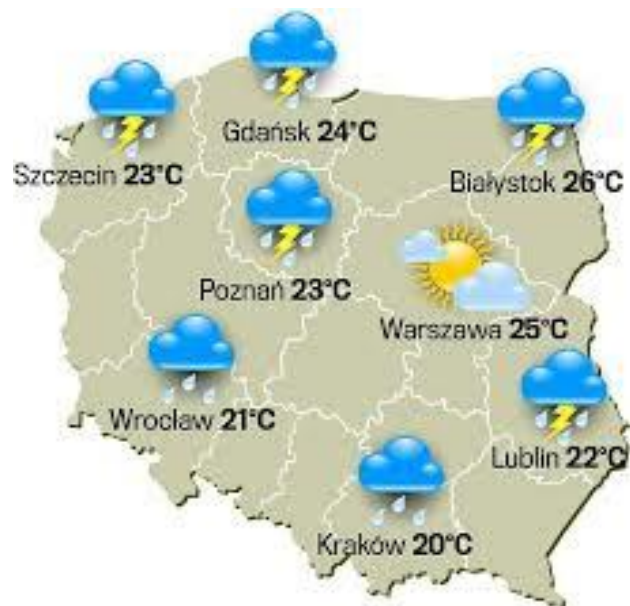 Gdańsk 24°C
Szczecin 23°C
Białystok 26°C
Poznań 23°C
Warszawa 25°C
Wrocław 21°C
Lublin 22°C
Kraków 20°C